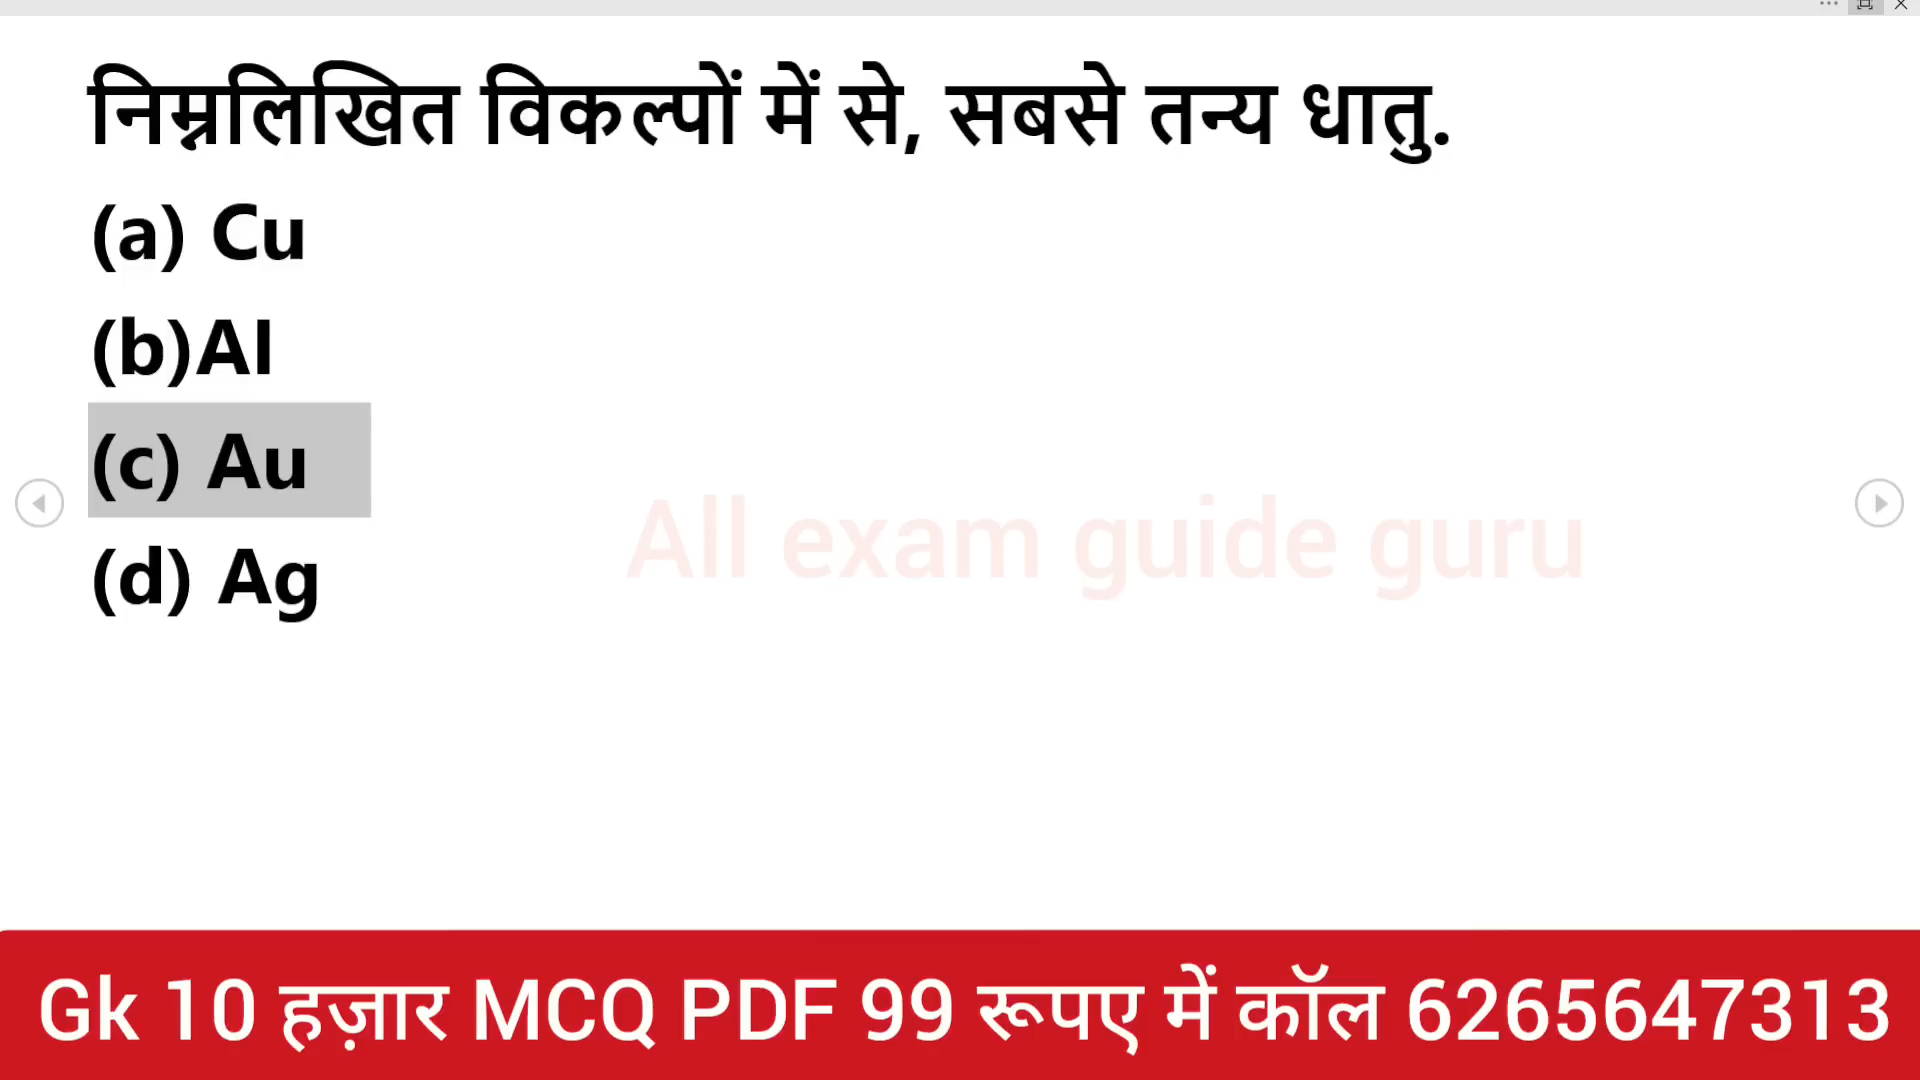 निम्नलिखित विकल्पों में से, सबसे तन्य धातु.
(a) Cu
(b)Al
(c) Au
(d) Ag
All exam guide guru
Gk 10 हज़ार MCQ PDF 99 रूपए में कॉल 6265647313